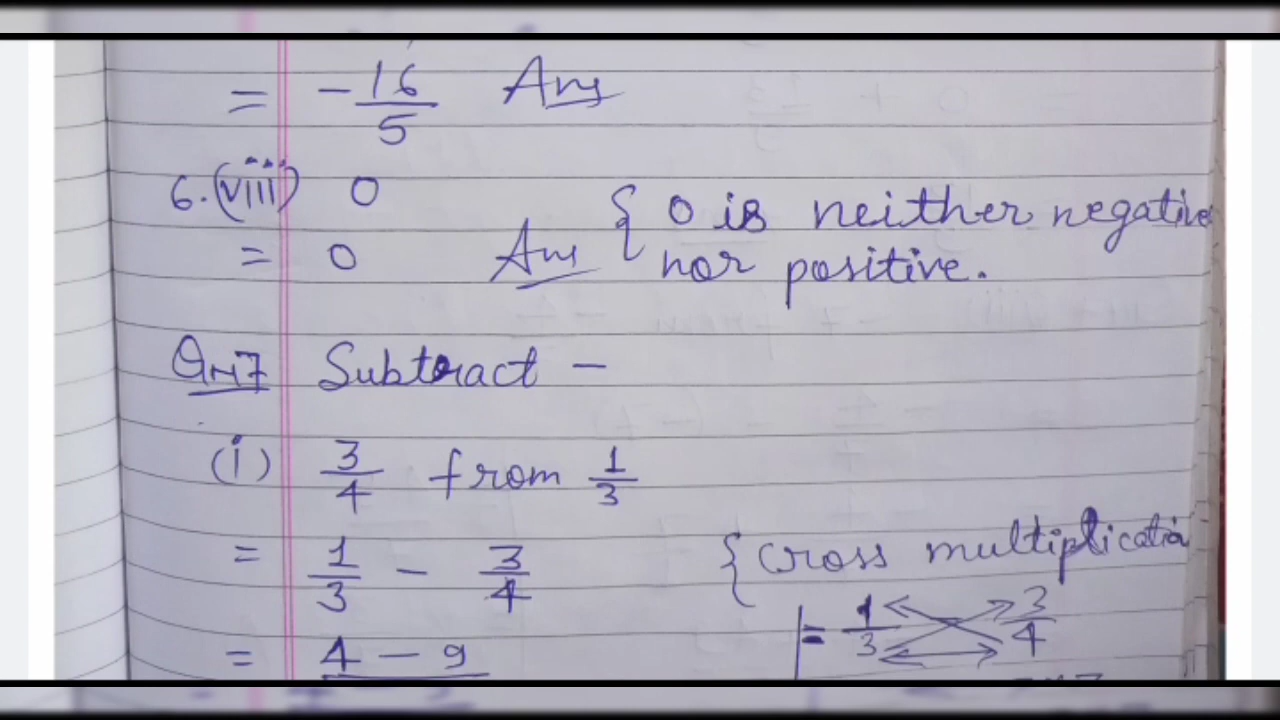 = -16/5 Ans
6.(viii) 0 { 0 is neither negative
= 0 Ans nor positive.
Qn7 Subtract -
(i) 3/4 from 1/3
= 1/3 - 3/4 { Cross multiplication
= 1/3 3/4
= 4 - 9